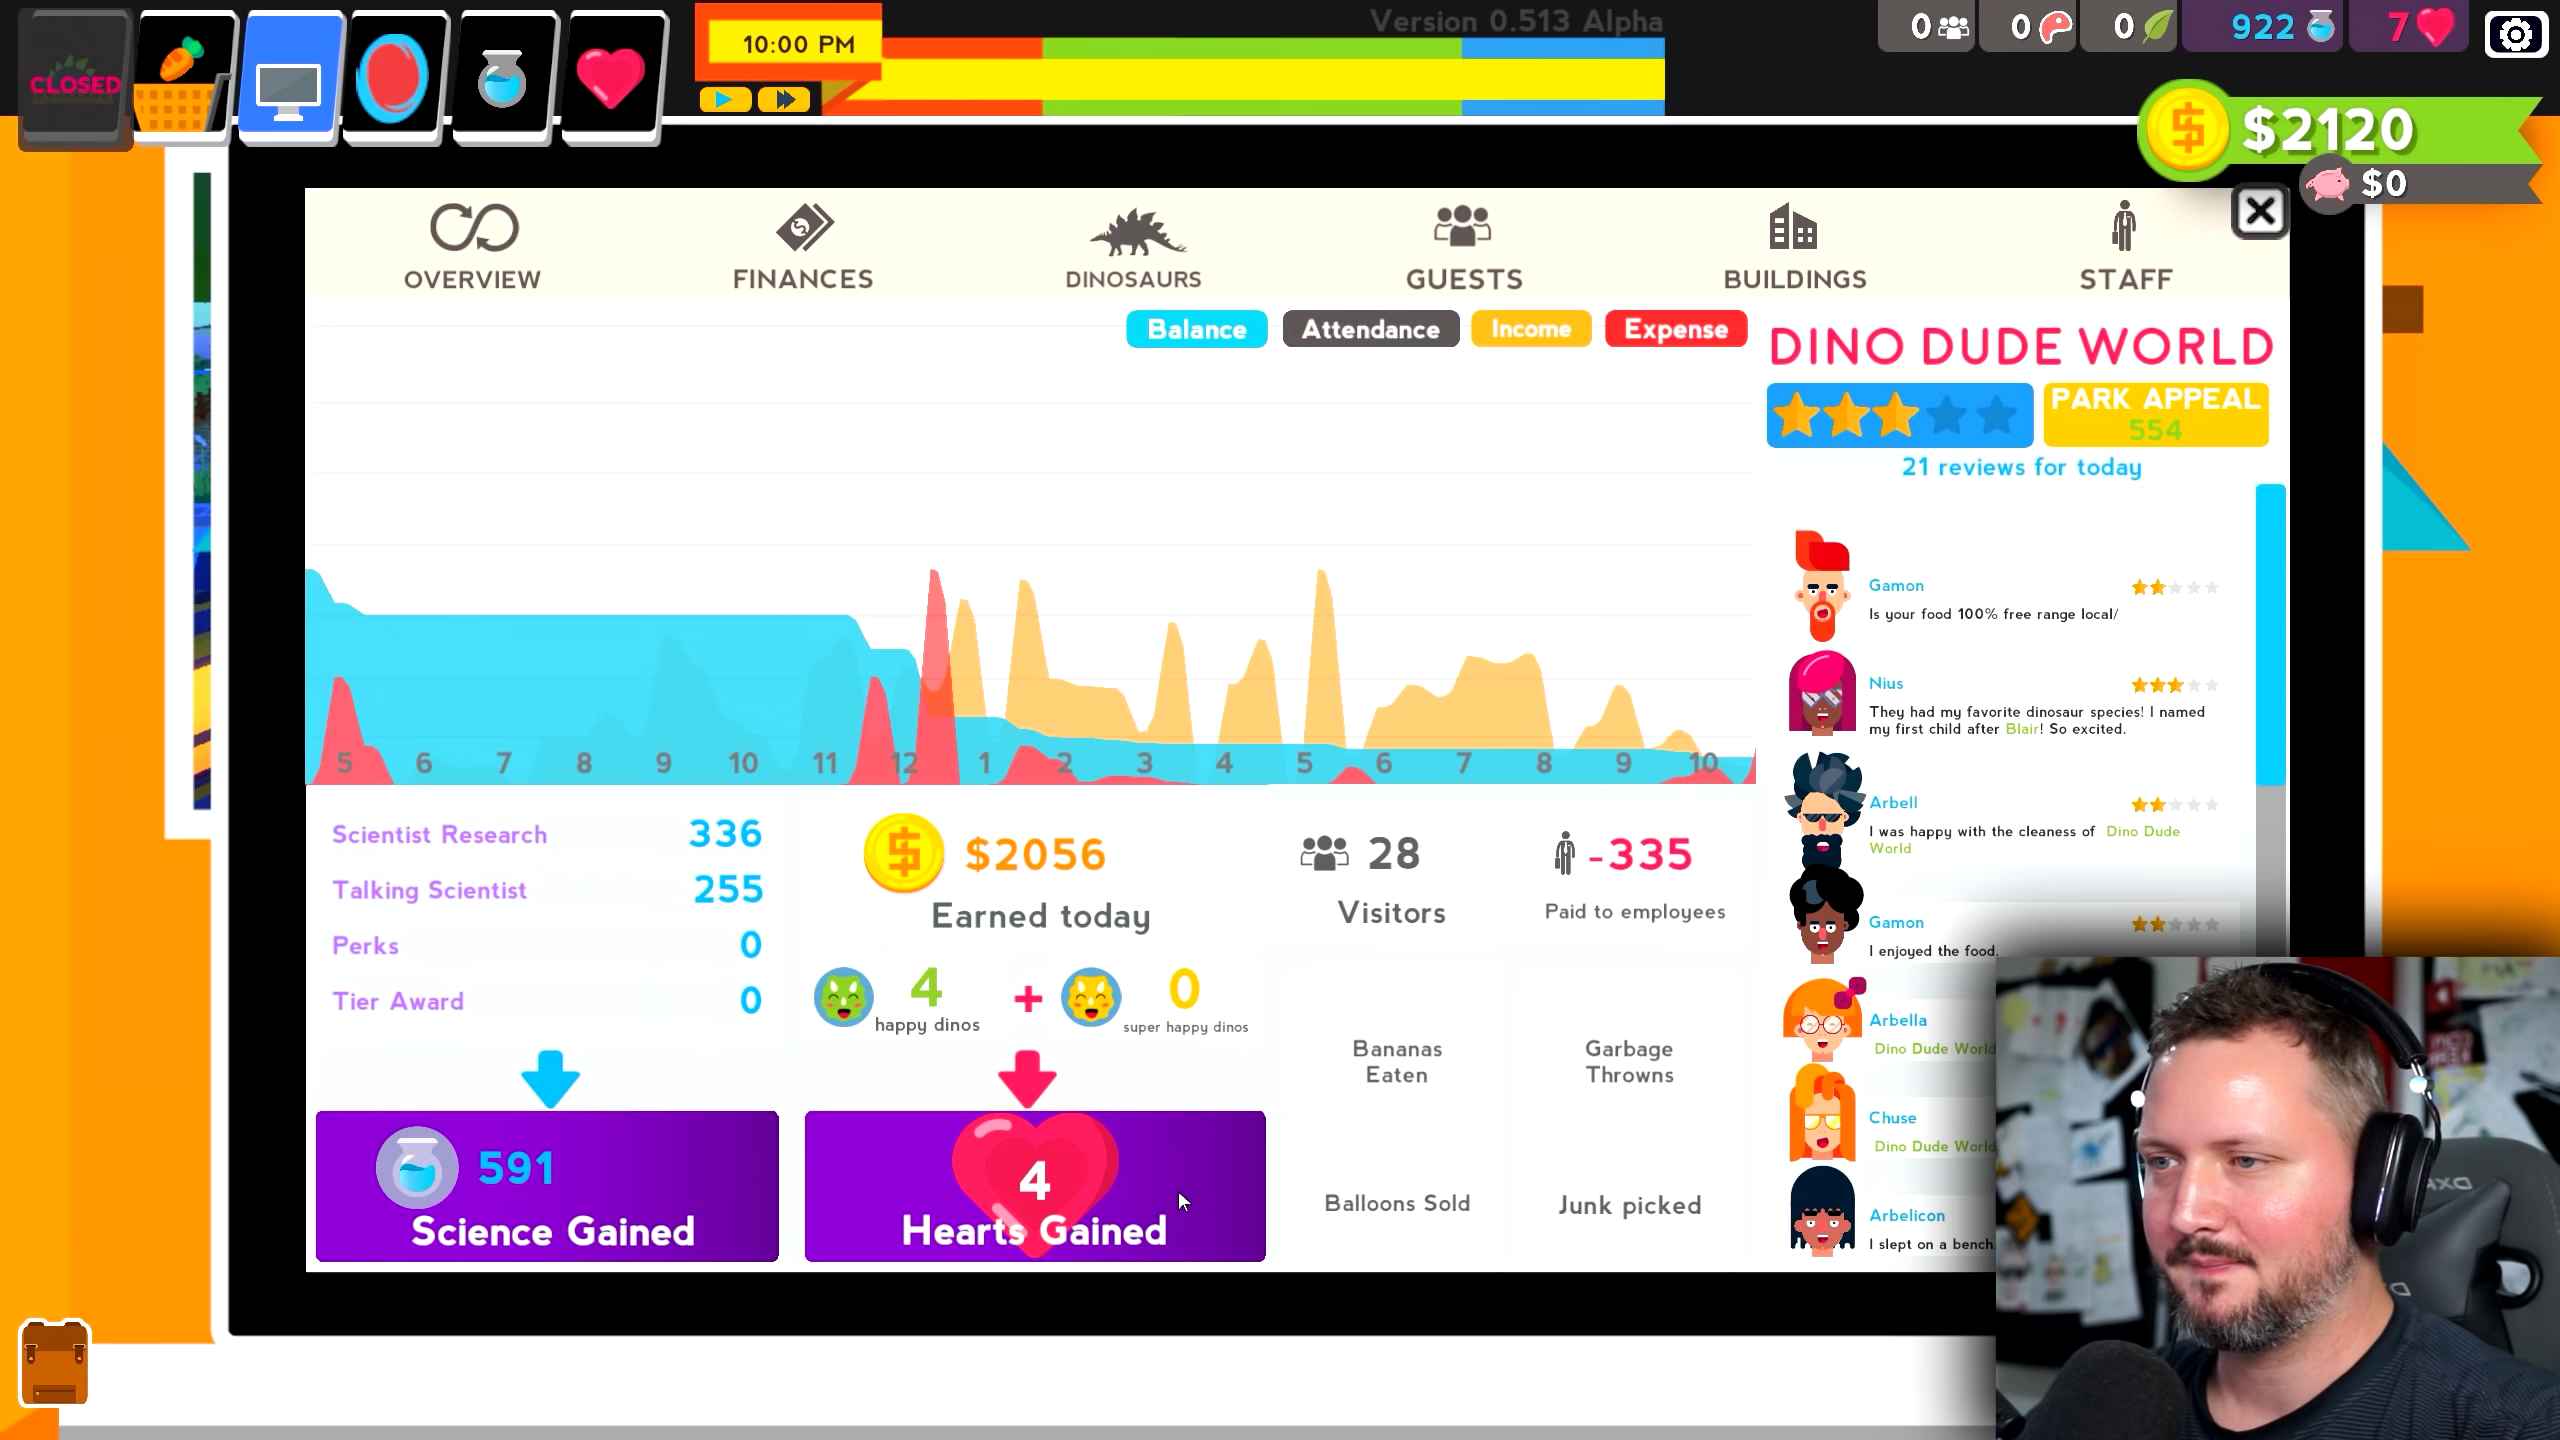 CLOSED
10:00 PM
Version 0.513 Alpha
0
0
0
922
7
$2120
$0
OVERVIEW
FINANCES
DINOSAURS
GUESTS
BUILDINGS
STAFF
Balance
Attendance
Income
Expense
5 6 7 8 9 10 11 12 1 2 3 4 5 6 7 8 9 10
DINO DUDE WORLD
PARK APPEAL
554
21 reviews for today
Gamon
Is your food 100% free range local/
Nius
They had my favorite dinosaur species! I named
my first child after Blair! So excited.
Arbell
I was happy with the cleaness of Dino Dude
World
Gamon
I enjoyed the food.
Arbella
Dino Dude World
Chuse
Dino Dude World
Arbelicon
I slept on a bench.
Scientist Research 336
Talking Scientist 255
Perks 0
Tier Award 0
591
Science Gained
$2056
Earned today
4
happy dinos
+
0
super happy dinos
4
Hearts Gained
28
Visitors
-335
Paid to employees
Bananas
Eaten
Garbage
Throwns
Balloons Sold
Junk picked